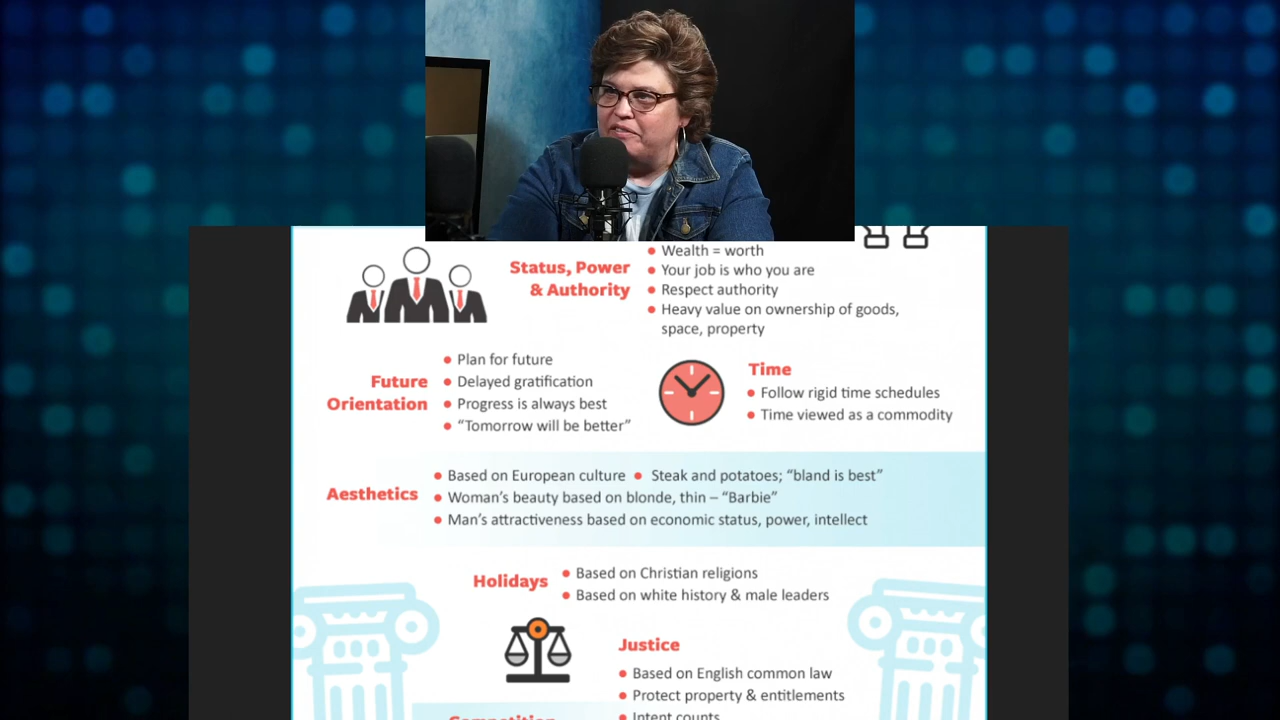 Status, Power
& Authority
● Wealth = worth
● Your job is who you are
● Respect authority
● Heavy value on ownership of goods,
space, property
Future
Orientation
● Plan for future
● Delayed gratification
● Progress is always best
● “Tomorrow will be better”
Time
● Follow rigid time schedules
● Time viewed as a commodity
Aesthetics
● Based on European culture ● Steak and potatoes; “bland is best”
● Woman’s beauty based on blonde, thin – “Barbie”
● Man’s attractiveness based on economic status, power, intellect
Holidays
● Based on Christian religions
● Based on white history & male leaders
Justice
● Based on English common law
● Protect property & entitlements
● Intent counts
Competition